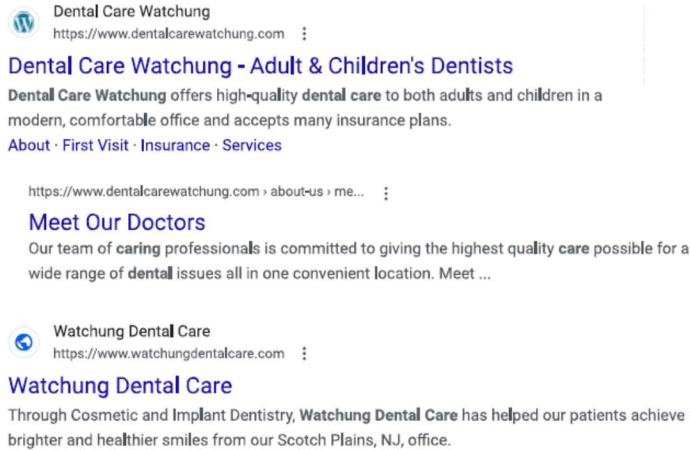 Dental Care Watchung
https://www.dentalcarewatchung.com
Dental Care Watchung - Adult & Children's Dentists
Dental Care Watchung offers high-quality dental care to both adults and children in a
modern, comfortable office and accepts many insurance plans.
About · First Visit · Insurance · Services
https://www.dentalcarewatchung.com › about-us › me...
Meet Our Doctors
Our team of caring professionals is committed to giving the highest quality care possible for a
wide range of dental issues all in one convenient location. Meet ...
Watchung Dental Care
https://www.watchungdentalcare.com
Watchung Dental Care
Through Cosmetic and Implant Dentistry, Watchung Dental Care has helped our patients achieve
brighter and healthier smiles from our Scotch Plains, NJ, office.